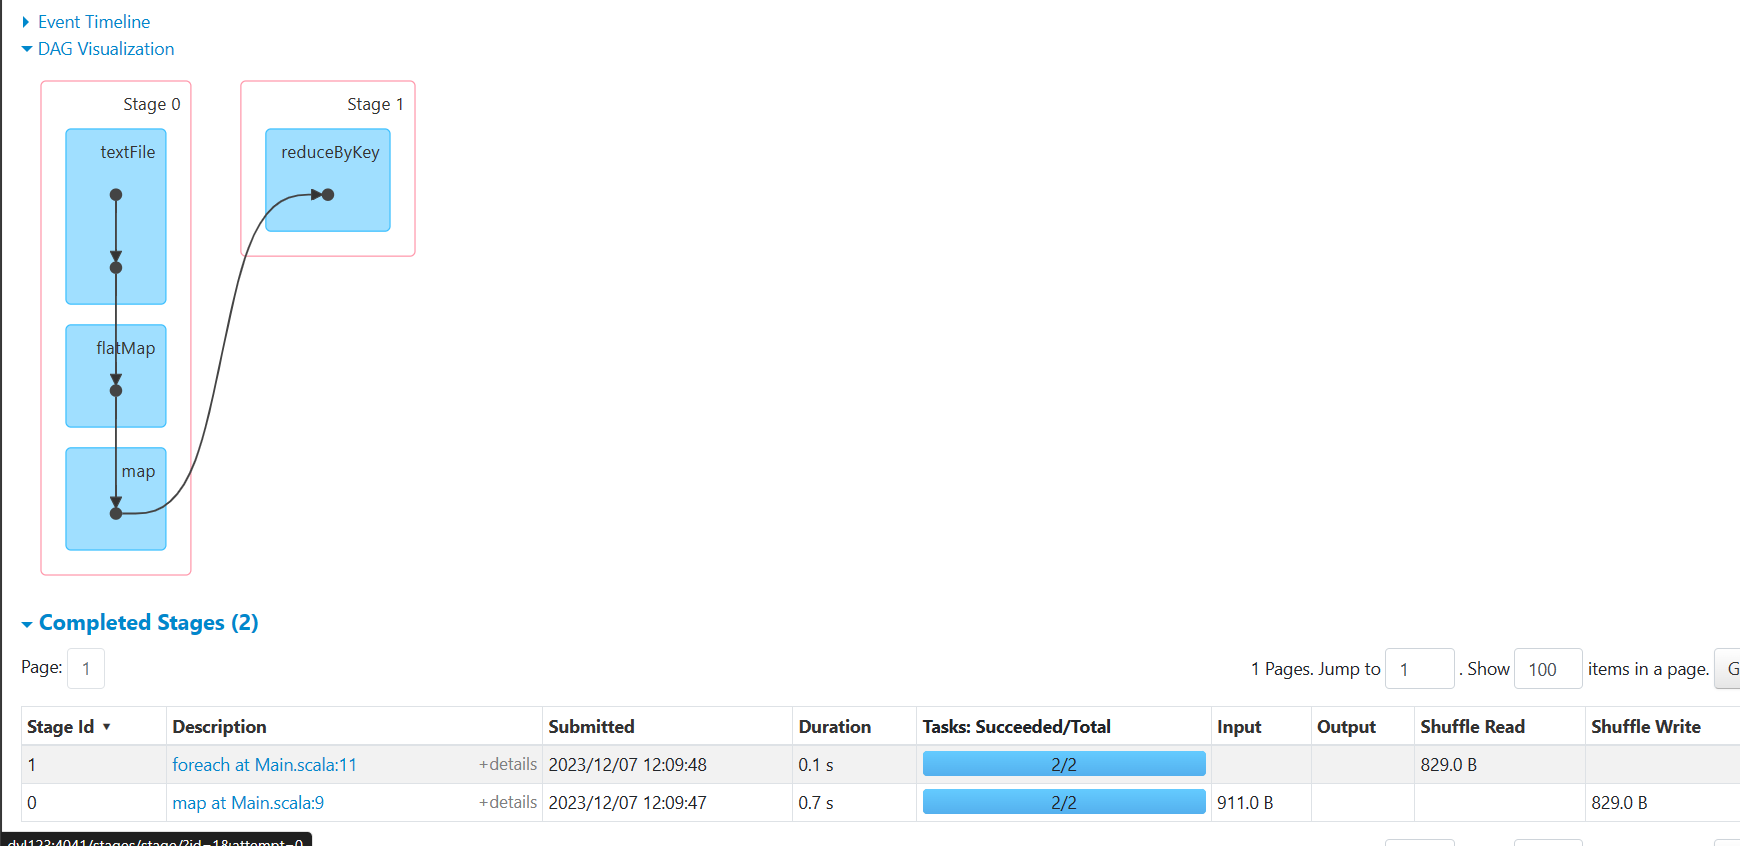 Event Timeline
DAG Visualization
Stage 0
Stage 1
textFile
reduceByKey
flatMap
map
Completed Stages (2)
Page: 1
1 Pages. Jump to 1 . Show 100 items in a page. G
Stage Id ▾ Description Submitted Duration Tasks: Succeeded/Total Input Output Shuffle Read Shuffle Write
1 foreach at Main.scala:11 +details 2023/12/07 12:09:48 0.1 s 2/2 829.0 B
0 map at Main.scala:9 +details 2023/12/07 12:09:47 0.7 s 2/2 911.0 B 829.0 B
dyl123:4041/stages/stage/?id=1&attempt=0